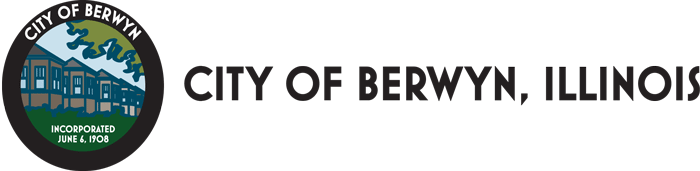 CITY OF BERWYN
INCORPORATED
JUNE 6, 1908
CITY OF BERWYN, ILLINOIS